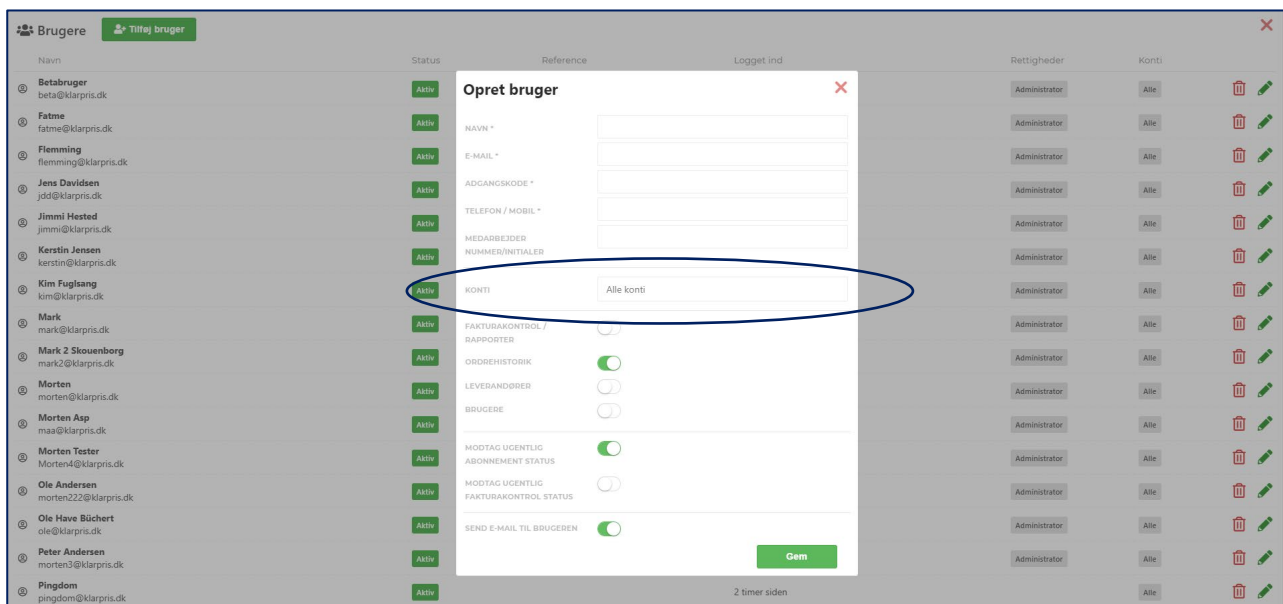 Brugere
Tilføj bruger
Navn Status Reference Logget ind Rettigheder Konti
Betabruger
beta@klarpris.dk
Aktiv Administrator Alle
Fatme
fatme@klarpris.dk
Aktiv Administrator Alle
Flemming
flemming@klarpris.dk
Aktiv Administrator Alle
Jens Davidsen
jdd@klarpris.dk
Aktiv Administrator Alle
Jimmi Hested
jimmi@klarpris.dk
Aktiv Administrator Alle
Kerstin Jensen
kerstin@klarpris.dk
Aktiv Administrator Alle
Kim Fuglsang
kim@klarpris.dk
Aktiv Administrator Alle
Mark
mark@klarpris.dk
Aktiv Administrator Alle
Mark 2 Skouenborg
mark2@klarpris.dk
Aktiv Administrator Alle
Morten
morten@klarpris.dk
Aktiv Administrator Alle
Morten Asp
maa@klarpris.dk
Aktiv Administrator Alle
Morten Tester
Morten4@klarpris.dk
Aktiv Administrator Alle
Ole Andersen
morten222@klarpris.dk
Aktiv Administrator Alle
Ole Have Büchert
ole@klarpris.dk
Aktiv Administrator Alle
Peter Andersen
morten3@klarpris.dk
Aktiv Administrator Alle
Pingdom
pingdom@klarpris.dk
Aktiv 2 timer siden Alle
Opret bruger
NAVN *
E-MAIL *
ADGANGSKODE *
TELEFON / MOBIL *
MEDARBEJDER
NUMMER/INITIALER
KONTI Alle konti
FAKTURAKONTROL /
RAPPORTER
ORDREHISTORIK
LEVERANDØRER
BRUGERE
MODTAG UGENTLIG
ABONNEMENT STATUS
MODTAG UGENTLIG
FAKTURAKONTROL STATUS
SEND E-MAIL TIL BRUGEREN
Gem